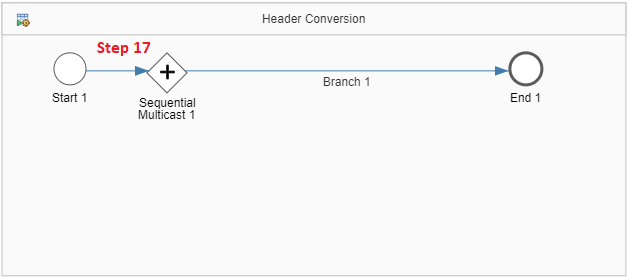 Header Conversion
Step 17
Start 1
Sequential
Multicast 1
Branch 1
End 1